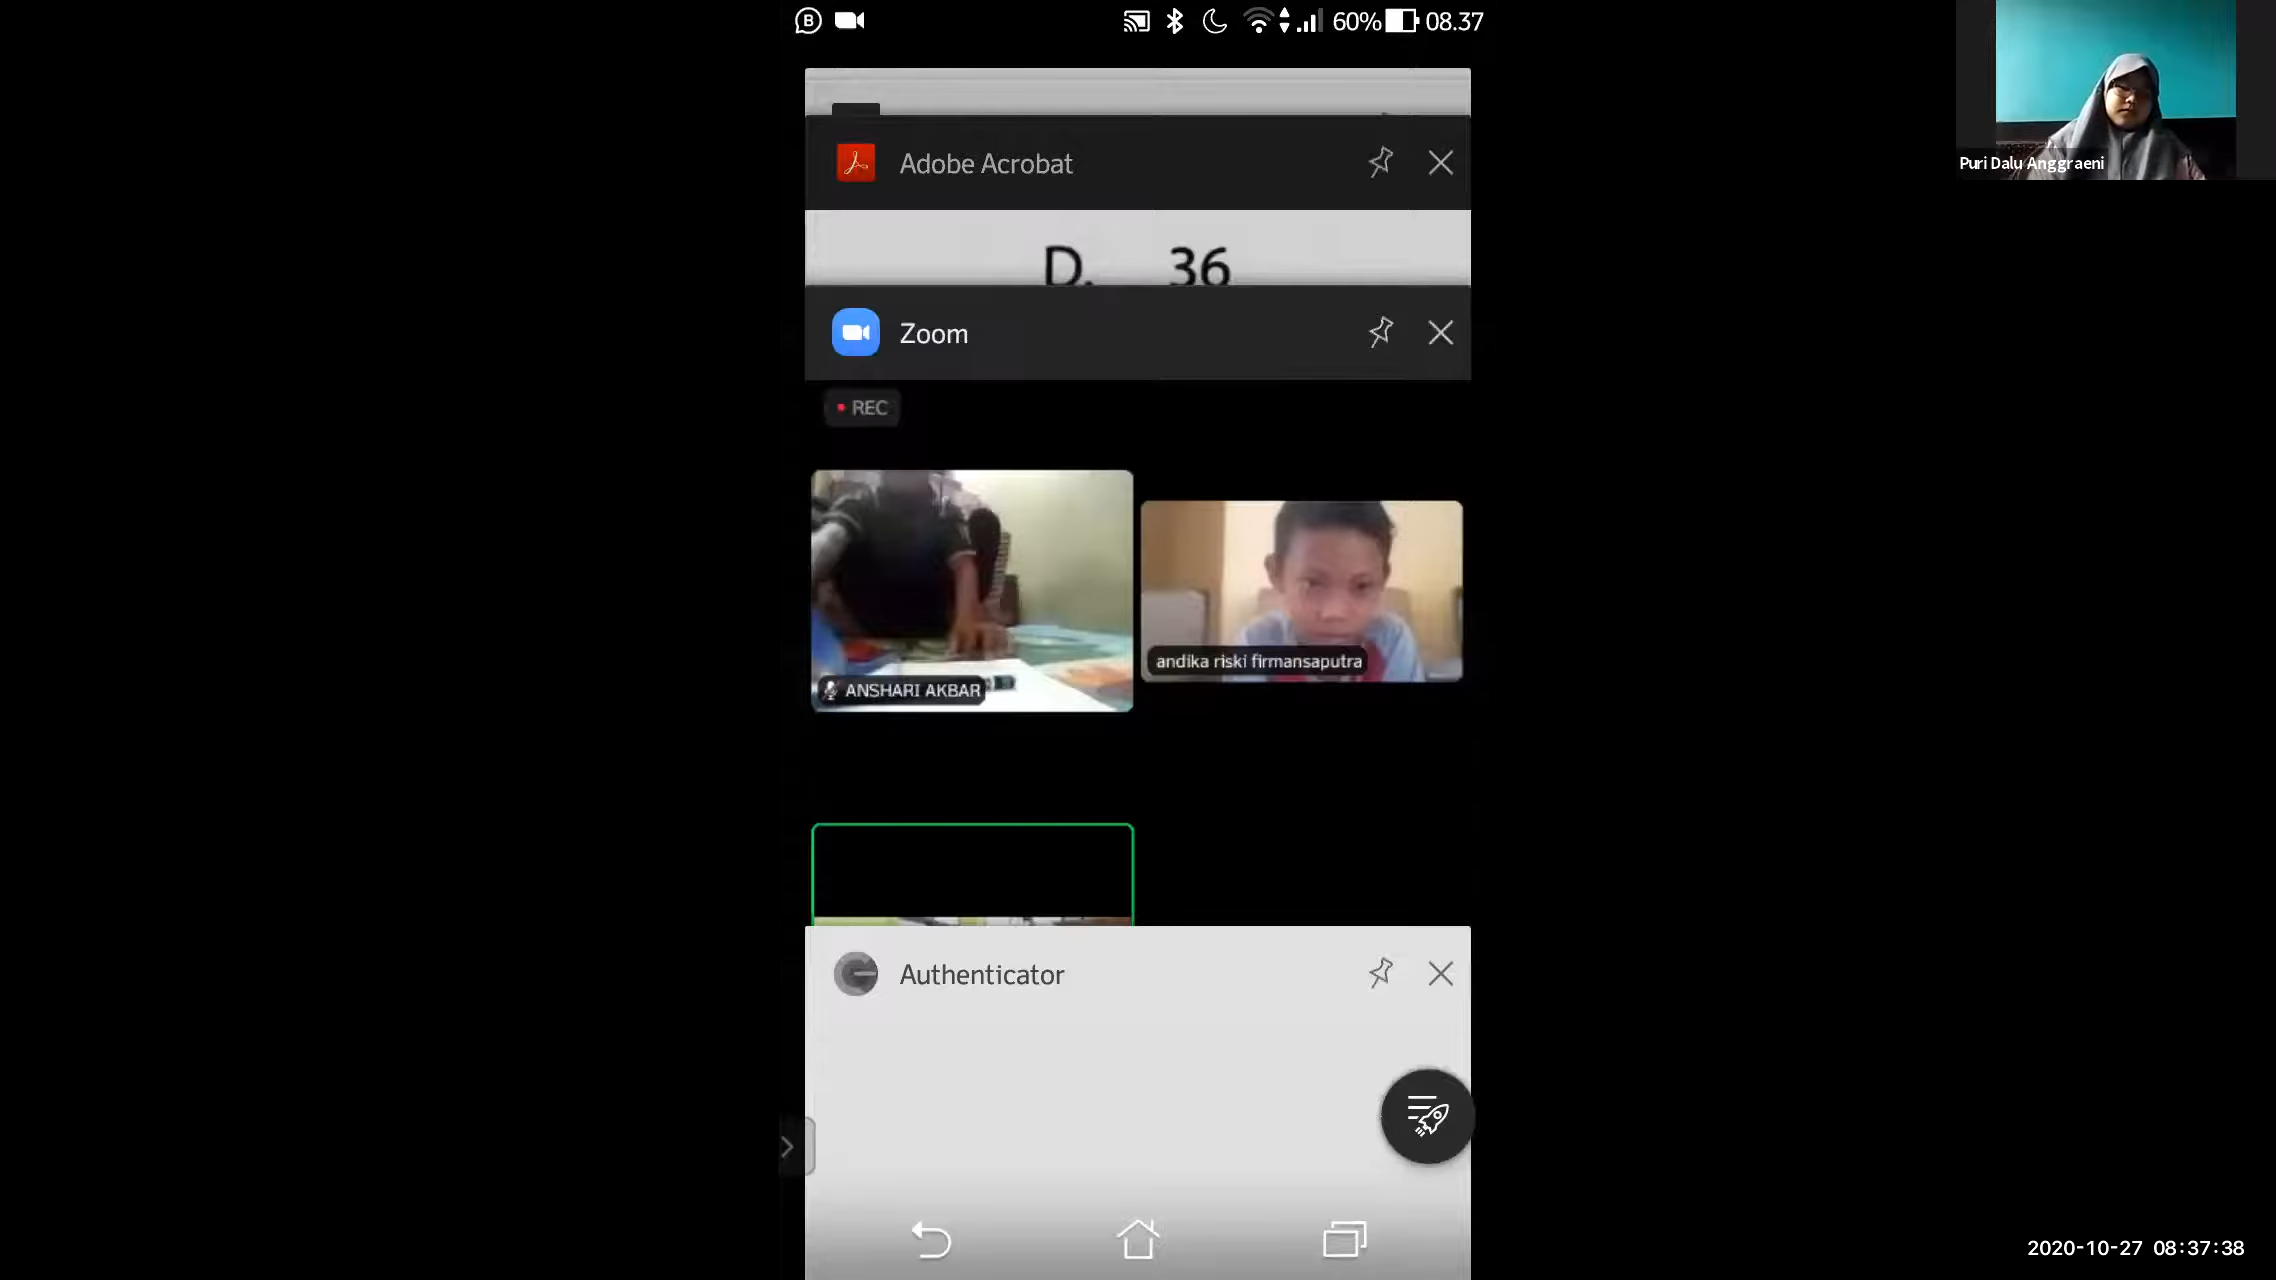 60% 08.37
Puri Dalu Anggraeni
Adobe Acrobat
D. 36
Zoom
REC
ANSHARI AKBAR
andika riski firmansaputra
Authenticator
2020-10-27 08:37:38